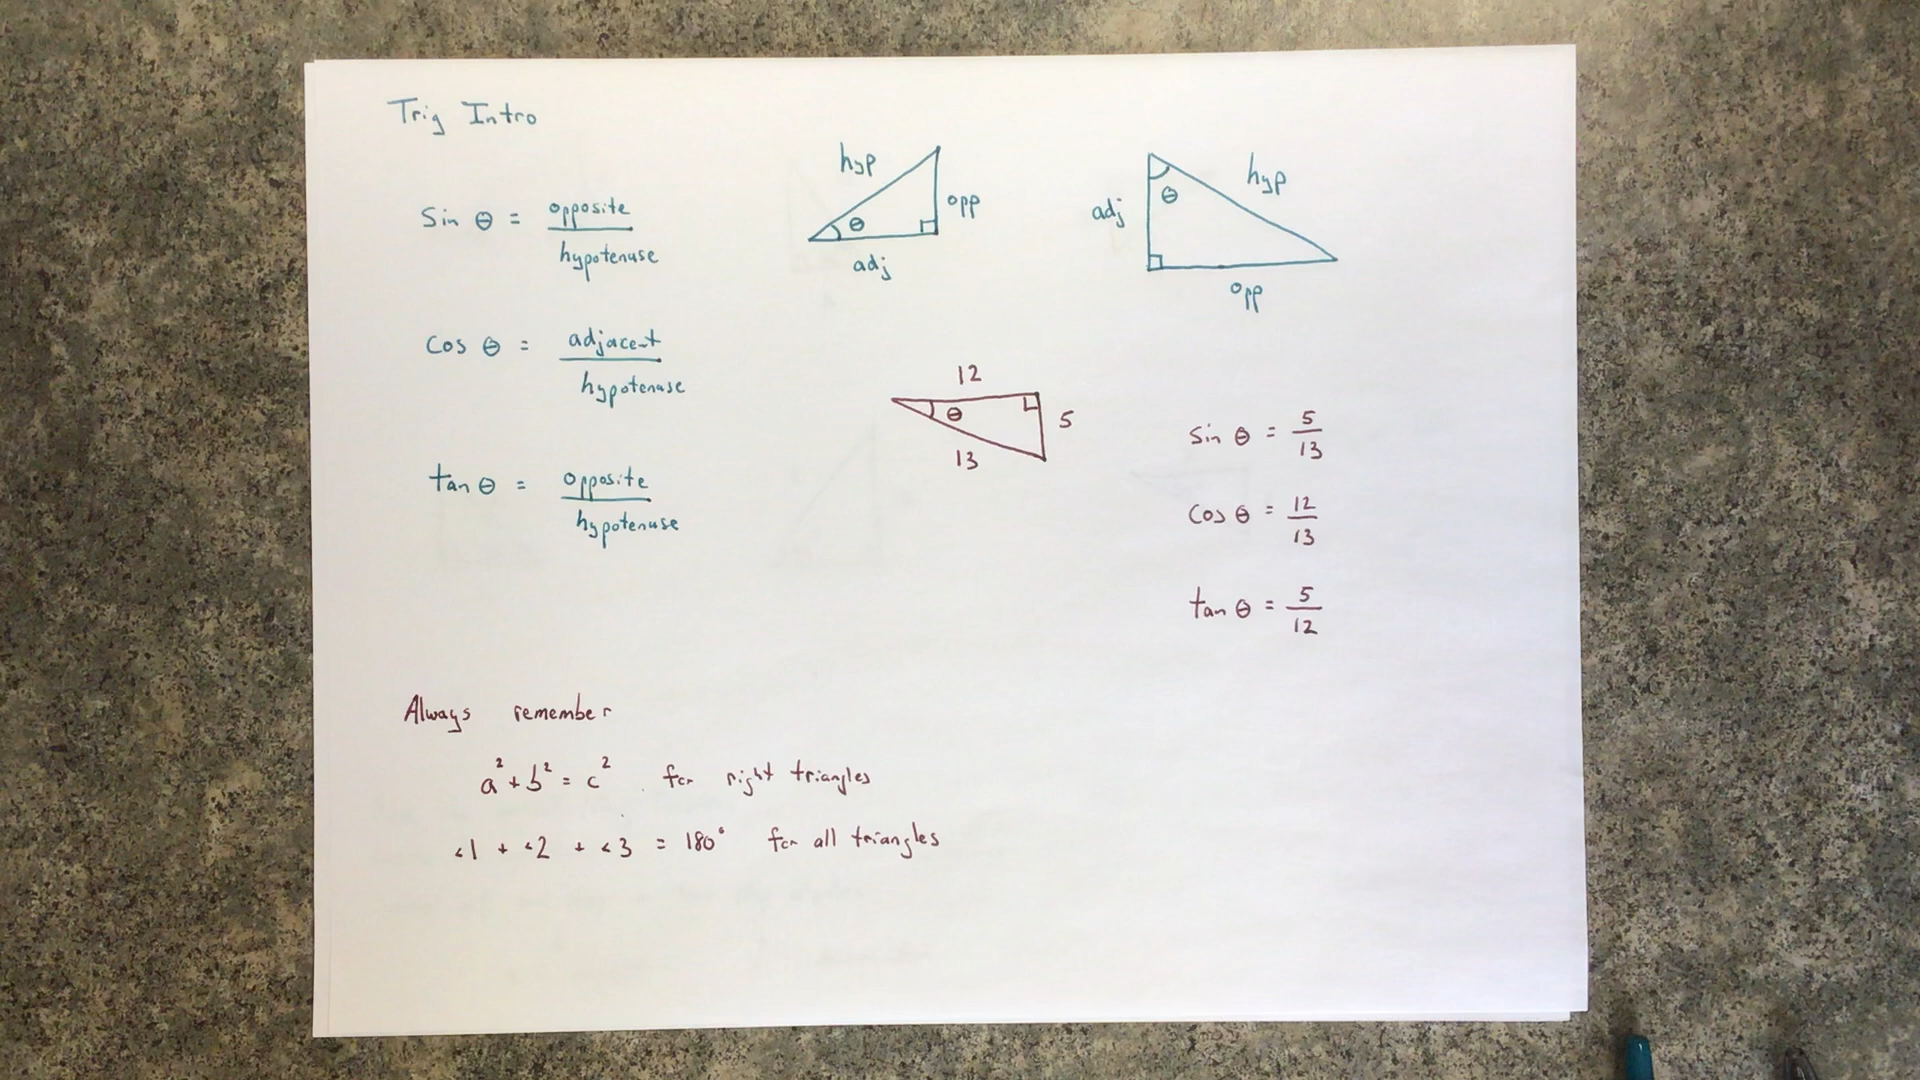 Trig Intro
sin θ = opposite / hypotenuse
cos θ = adjacent / hypotenuse
tan θ = opposite / hypotenuse
hyp
θ
opp
adj
hyp
θ
adj
opp
12
θ
5
13
sin θ = 5/13
cos θ = 12/13
tan θ = 5/12
Always remember
a² + b² = c² for right triangles
∠1 + ∠2 + ∠3 = 180° for all triangles